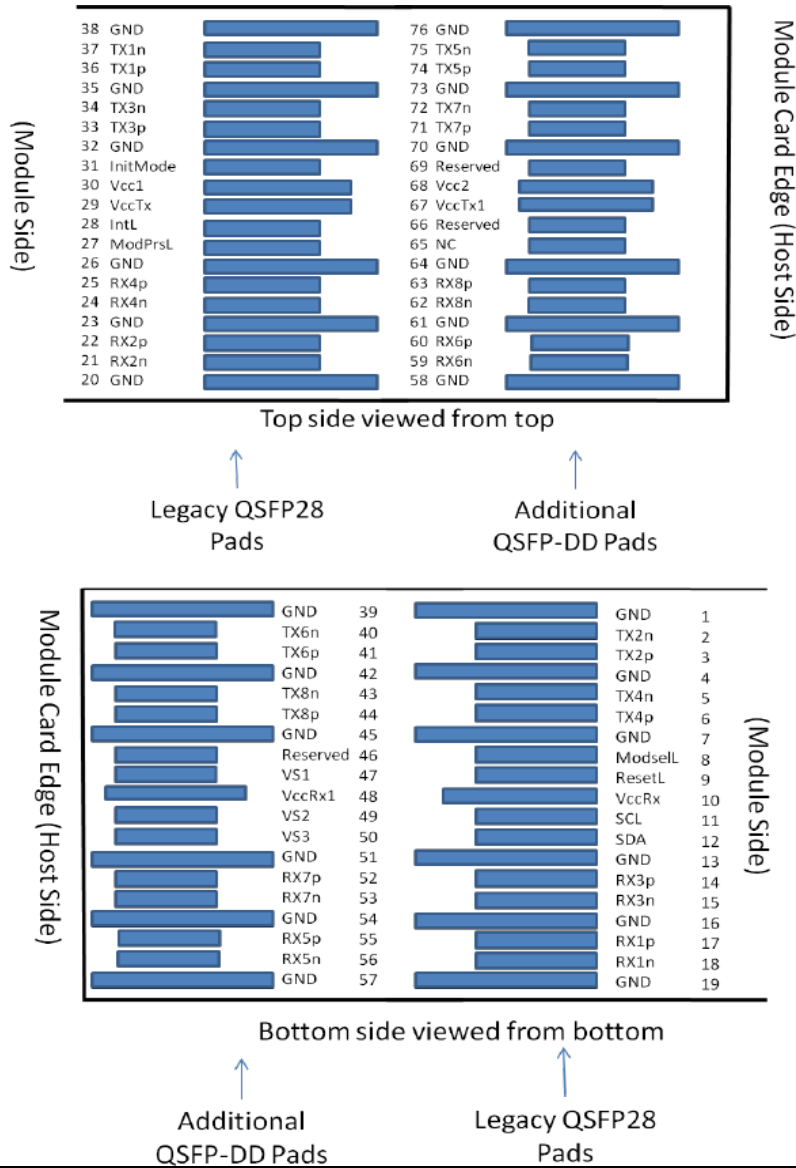 38 GND 76 GND
37 TX1n 75 TX5n
36 TX1p 74 TX5p
35 GND 73 GND
34 TX3n 72 TX7n
33 TX3p 71 TX7p
32 GND 70 GND
31 InitMode 69 Reserved
30 Vcc1 68 Vcc2
29 VccTx 67 VccTx1
28 IntL 66 Reserved
27 ModPrsL 65 NC
26 GND 64 GND
25 RX4p 63 RX8p
24 RX4n 62 RX8n
23 GND 61 GND
22 RX2p 60 RX6p
21 RX2n 59 RX6n
20 GND 58 GND
(Module Side)
Module Card Edge (Host Side)
Top side viewed from top
Legacy QSFP28
Pads
Additional
QSFP-DD Pads
Module Card Edge (Host Side)
GND 39 GND 1
TX6n 40 TX2n 2
TX6p 41 TX2p 3
GND 42 GND 4
TX8n 43 TX4n 5
TX8p 44 TX4p 6
GND 45 GND 7
Reserved 46 ModselL 8
VS1 47 ResetL 9
VccRx1 48 VccRx 10
VS2 49 SCL 11
VS3 50 SDA 12
GND 51 GND 13
RX7p 52 RX3p 14
RX7n 53 RX3n 15
GND 54 GND 16
RX5p 55 RX1p 17
RX5n 56 RX1n 18
GND 57 GND 19
(Module Side)
Bottom side viewed from bottom
Additional
QSFP-DD Pads
Legacy QSFP28
Pads